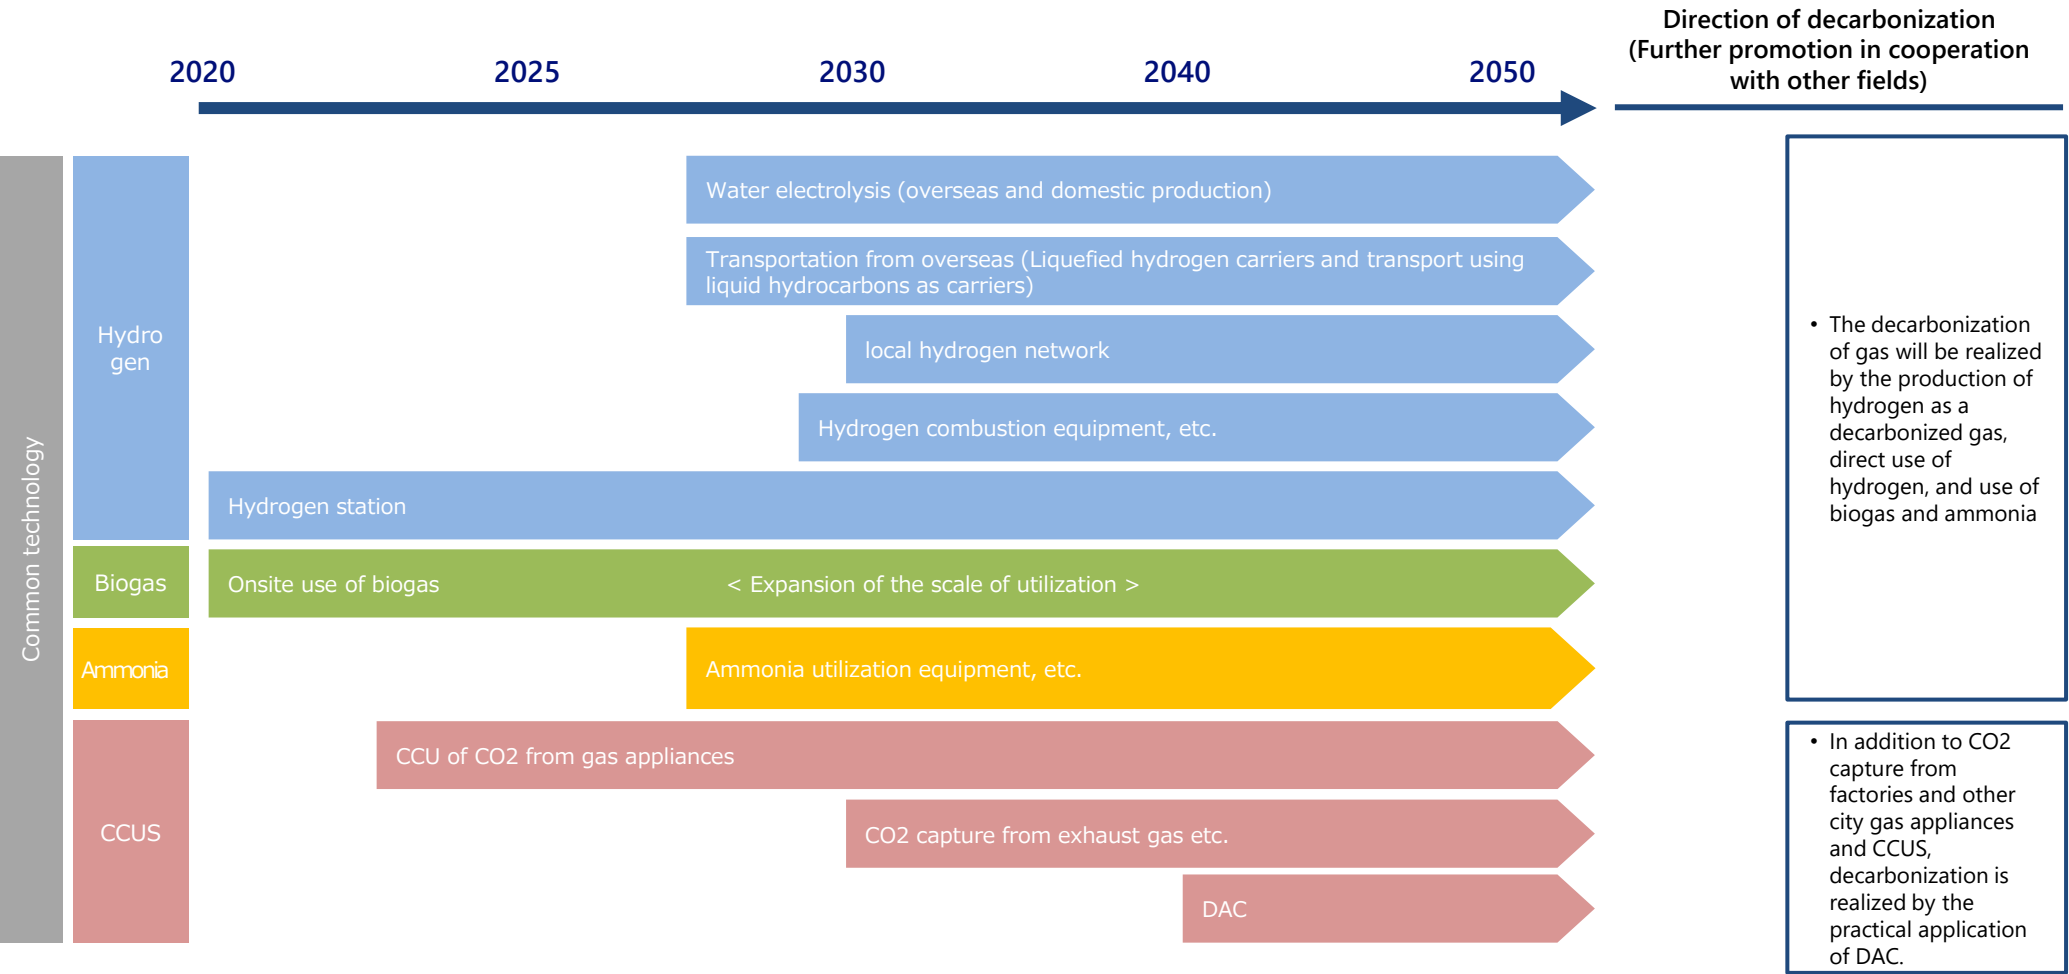 Direction of decarbonization
(Further promotion in cooperation
with other fields)
2020
2025
2030
2040
2050
Common technology
Hydro
gen
Water electrolysis (overseas and domestic production)
Transportation from overseas (Liquefied hydrogen carriers and transport using
liquid hydrocarbons as carriers)
local hydrogen network
Hydrogen combustion equipment, etc.
Hydrogen station
Biogas
Onsite use of biogas
< Expansion of the scale of utilization >
Ammonia
Ammonia utilization equipment, etc.
CCUS
CCU of CO2 from gas appliances
CO2 capture from exhaust gas etc.
DAC
• The decarbonization
of gas will be realized
by the production of
hydrogen as a
decarbonized gas,
direct use of
hydrogen, and use of
biogas and ammonia
• In addition to CO2
capture from
factories and other
city gas appliances
and CCUS,
decarbonization is
realized by the
practical application
of DAC.